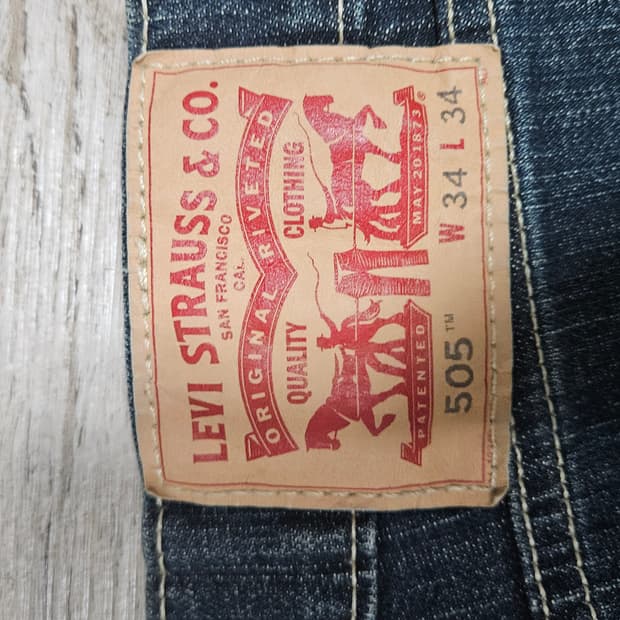 LEVI STRAUSS & CO.
SAN FRANCISCO
CAL.
ORIGINAL RIVETED
QUALITY CLOTHING
PATENTED MAY 20 1873 ®
505™ W 34 L 34